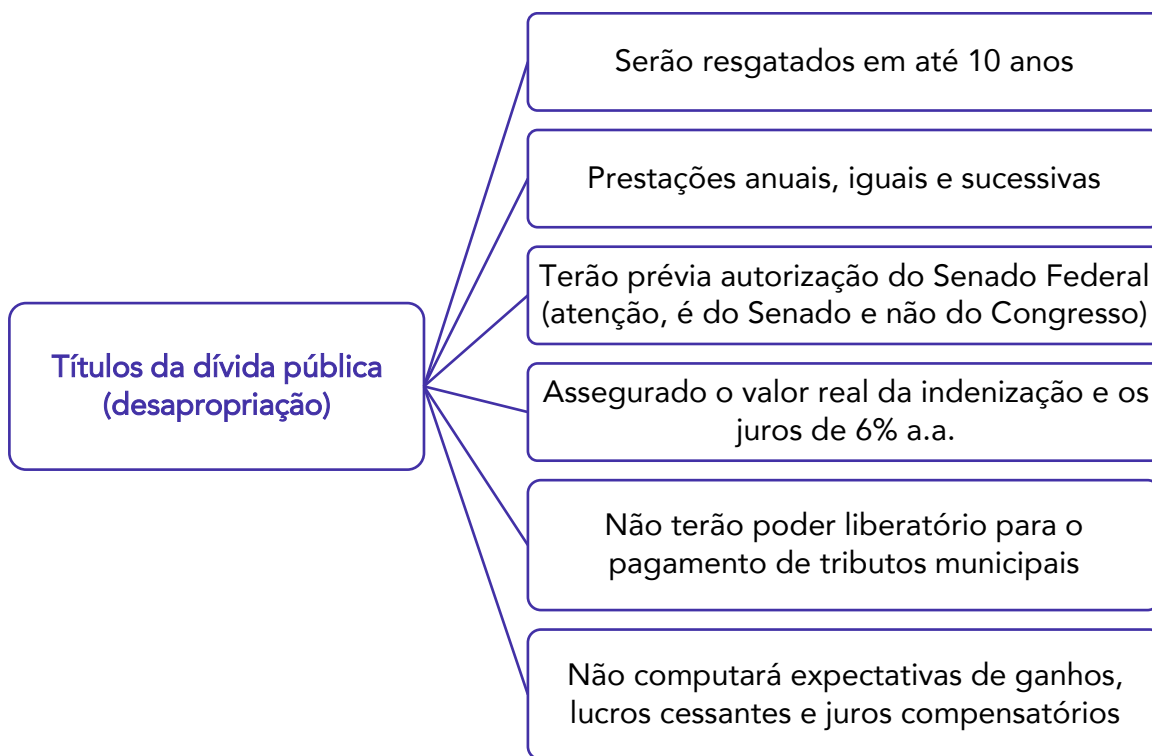 Títulos da dívida pública
(desapropriação)
Serão resgatados em até 10 anos
Prestações anuais, iguais e sucessivas
Terão prévia autorização do Senado Federal
(atenção, é do Senado e não do Congresso)
Assegurado o valor real da indenização e os
juros de 6% a.a.
Não terão poder liberatório para o
pagamento de tributos municipais
Não computará expectativas de ganhos,
lucros cessantes e juros compensatórios